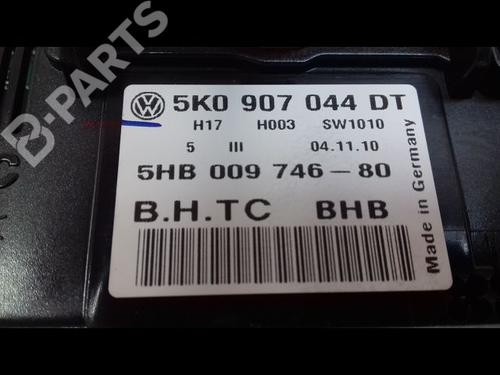 B-PARTS
5K0 907 044 DT
H17 H003 SW1010
5 III 04.11.10
5HB 009 746-80
B.H.TC BHB
Made in Germany